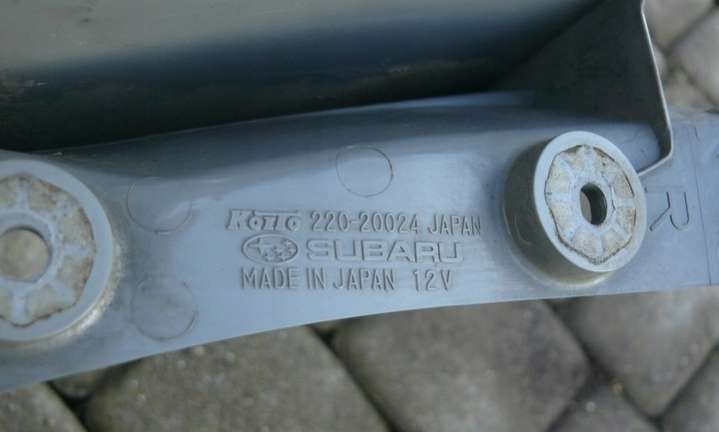 KOITO 220-20024 JAPAN
SUBARU
MADE IN JAPAN 12V
R